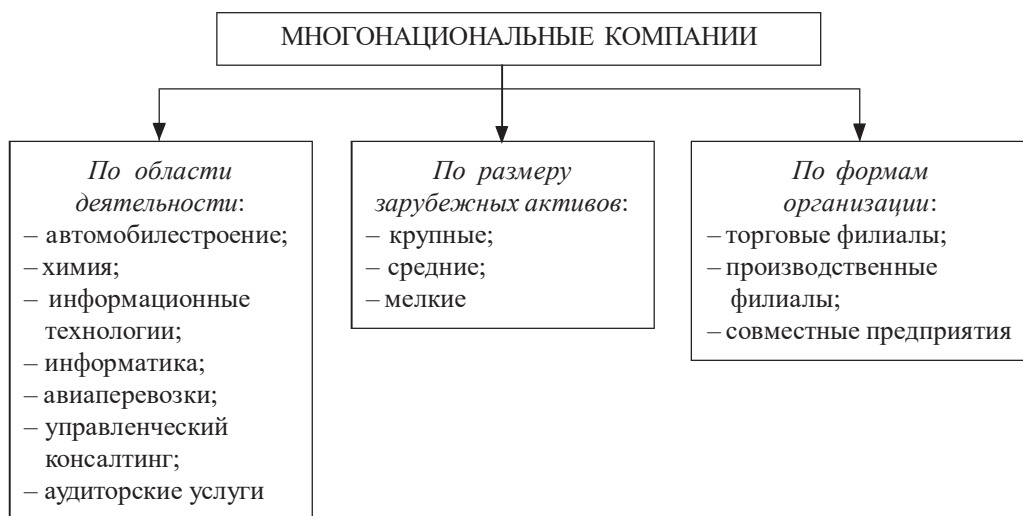 МНОГОНАЦИОНАЛЬНЫЕ КОМПАНИИ
По области
деятельности:
– автомобилестроение;
– химия;
– информационные
технологии;
– информатика;
– авиаперевозки;
– управленческий
консалтинг;
– аудиторские услуги
По размеру
зарубежных активов:
– крупные;
– средние;
– мелкие
По формам
организации:
– торговые филиалы;
– производственные
филиалы;
– совместные предприятия